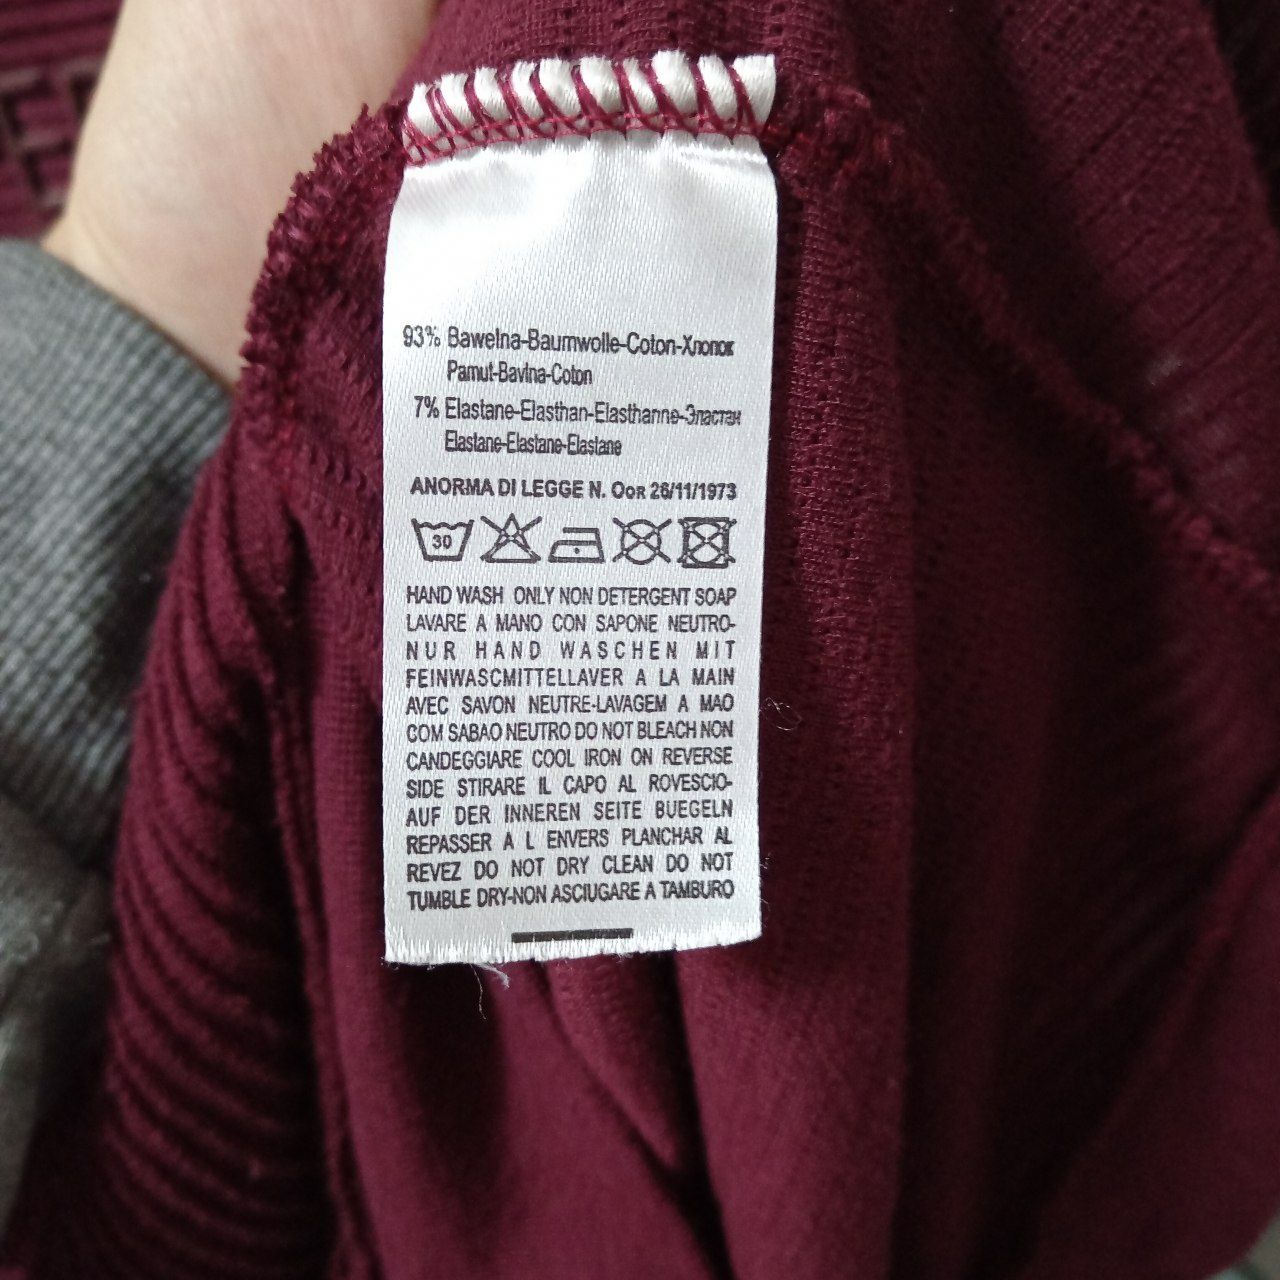 93% Bawełna-Baumwolle-Coton-Хлопок
Pamut-Bavlna-Coton
7% Elastane-Elasthan-Elasthanne-Эластан
Elastane-Elastane-Elastane
ANORMA DI LEGGE N. OOR 26/11/1973
30
HAND WASH ONLY NON DETERGENT SOAP
LAVARE A MANO CON SAPONE NEUTRO-
NUR HAND WASCHEN MIT
FEINWASCMITTELLAVER A LA MAIN
AVEC SAVON NEUTRE-LAVAGEM A MAO
COM SABAO NEUTRO DO NOT BLEACH NON
CANDEGGIARE COOL IRON ON REVERSE
SIDE STIRARE IL CAPO AL ROVESCIO-
AUF DER INNEREN SEITE BUEGELN
REPASSER A L ENVERS PLANCHAR AL
REVEZ DO NOT DRY CLEAN DO NOT
TUMBLE DRY-NON ASCIUGARE A TAMBURO